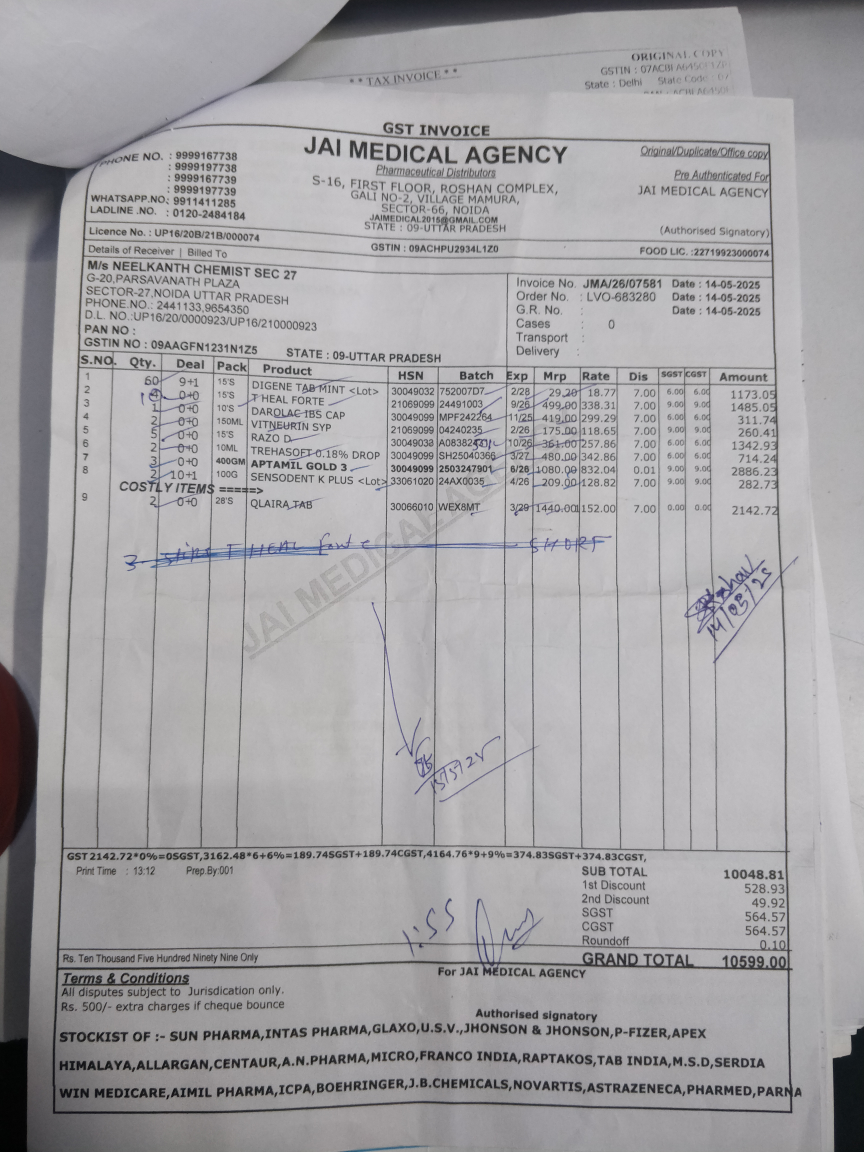 ORIGINAL COPY
** TAX INVOICE **
State : Delhi State Code : 07
GST INVOICE
JAI MEDICAL AGENCY
Pharmaceutical Distributors
S-16, FIRST FLOOR, ROSHAN COMPLEX,
GALI NO-2, VILLAGE MAMURA,
SECTOR-66, NOIDA
JAIMEDICAL2015@GMAIL.COM
STATE : 09-UTTAR PRADESH
PHONE NO. : 9999167738
: 9999197738
: 9999167739
: 9999197739
WHATSAPP.NO: 9911411285
LADLINE .NO. : 0120-2484184
Original/Duplicate/Office copy
Pre Authenticated For
JAI MEDICAL AGENCY
(Authorised Signatory)
Licence No. : UP16/20B/21B/000074
GSTIN : 09ACHPU2934L1Z0
FOOD LIC. :22719923000074
Details of Receiver | Billed To
M/s NEELKANTH CHEMIST SEC 27
G-20,PARSAVANATH PLAZA
SECTOR-27,NOIDA UTTAR PRADESH
PHONE.NO.: 2441133,9654350
D.L. NO.:UP16/20/0000923/UP16/210000923
PAN NO :
GSTIN NO : 09AAGFN1231N1Z5 STATE : 09-UTTAR PRADESH
Invoice No. JMA/26/07581 Date : 14-05-2025
Order No. : LVO-683280 Date : 14-05-2025
G.R. No. : Date : 14-05-2025
Cases : 0
Transport :
Delivery :
S.NO. Qty. Deal Pack Product HSN Batch Exp Mrp Rate Dis SGST CGST Amount
1 60 9+1 15'S DIGENE TAB MINT <Lot> 30049032 752007D7 2/28 29.20 18.77 7.00 6.00 6.00 1173.05
2 0+0 15'S T HEAL FORTE 21069099 24491003 9/26 499.00 338.31 7.00 9.00 9.00 1485.05
3 1 0+0 10'S DAROLAC IBS CAP 30049099 MPF242264 11/25 419.00 299.29 7.00 6.00 6.00 311.74
4 2 0+0 150ML VITNEURIN SYP 21069099 04240235 2/26 175.00 118.65 7.00 9.00 9.00 260.41
5 5 0+0 15'S RAZO D 30049038 10/26 361.00 257.86 7.00 6.00 6.00 1342.93
6 2 0+0 10ML TREHASOFT 0.18% DROP 30049099 SH25040366 3/27 480.00 342.86 7.00 6.00 6.00 714.24
7 3 0+0 400GM APTAMIL GOLD 3 30049099 2503247901 6/26 1080.00 832.04 0.01 9.00 9.00 2886.23
8 2 10+1 100G SENSODENT K PLUS <Lot> 33061020 24AX0035 4/26 209.00 128.82 7.00 9.00 9.00 282.73
COSTLY ITEMS =====>
9 2 0+0 28'S QLAIRA TAB 30066010 WEX8MT 3/29 1440.00 1152.00 7.00 0.00 0.00 2142.72
3 T HEAL forte SHORT
14/05/25
JAI MEDICAL AGENCY
15/5/25
GST 2142.72*0%=0SGST,3162.48*6+6%=189.74SGST+189.74CGST,4164.76*9+9%=374.83SGST+374.83CGST,
Print Time : 13:12 Prep.By:001
SUB TOTAL 10048.81
1st Discount 528.93
2nd Discount 49.92
SGST 564.57
CGST 564.57
Roundoff 0.10
1:55
Rs. Ten Thousand Five Hundred Ninety Nine Only
GRAND TOTAL 10599.00
Terms & Conditions
All disputes subject to Jurisdication only.
Rs. 500/- extra charges if cheque bounce
For JAI MEDICAL AGENCY
Authorised signatory
STOCKIST OF :- SUN PHARMA,INTAS PHARMA,GLAXO,U.S.V.,JHONSON & JHONSON,P-FIZER,APEX
HIMALAYA,ALLARGAN,CENTAUR,A.N.PHARMA,MICRO,FRANCO INDIA,RAPTAKOS,TAB INDIA,M.S.D,SERDIA
WIN MEDICARE,AIMIL PHARMA,ICPA,BOEHRINGER,J.B.CHEMICALS,NOVARTIS,ASTRAZENECA,PHARMED,PARNA